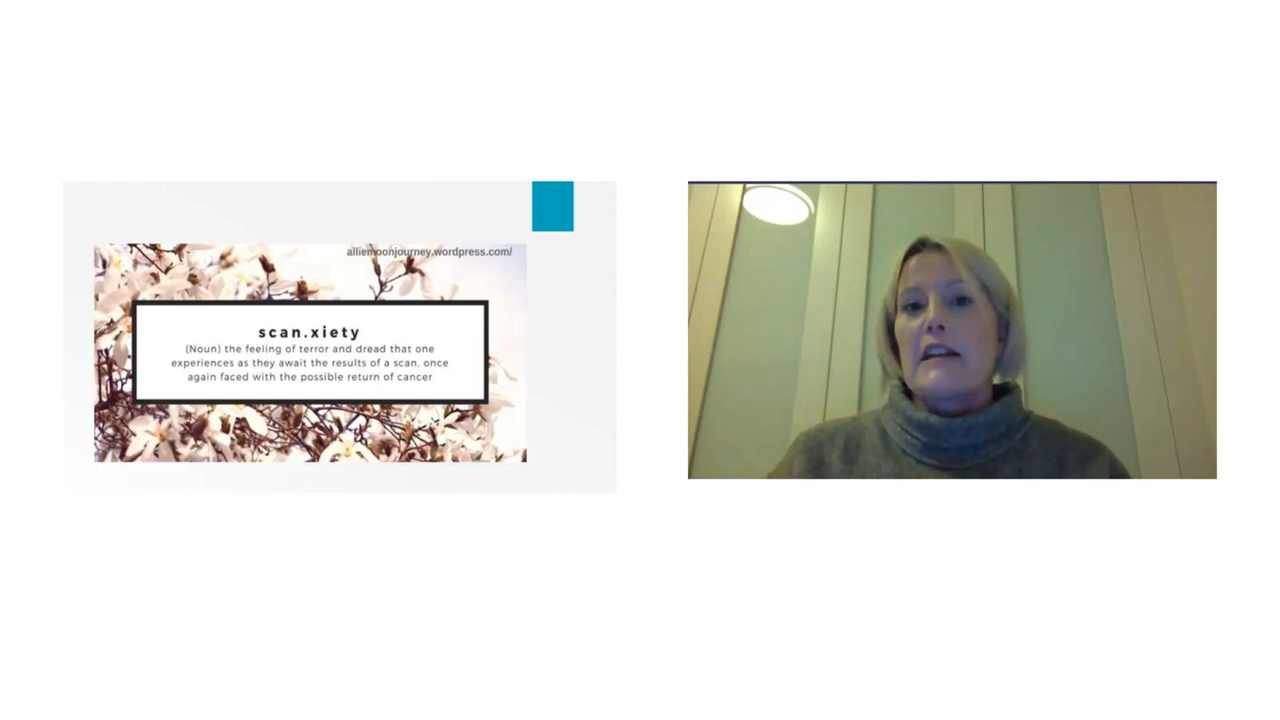 alliemoonjourney.wordpress.com/
scan.xiety
(Noun) the feeling of terror and dread that one
experiences as they await the results of a scan, once
again faced with the possible return of cancer